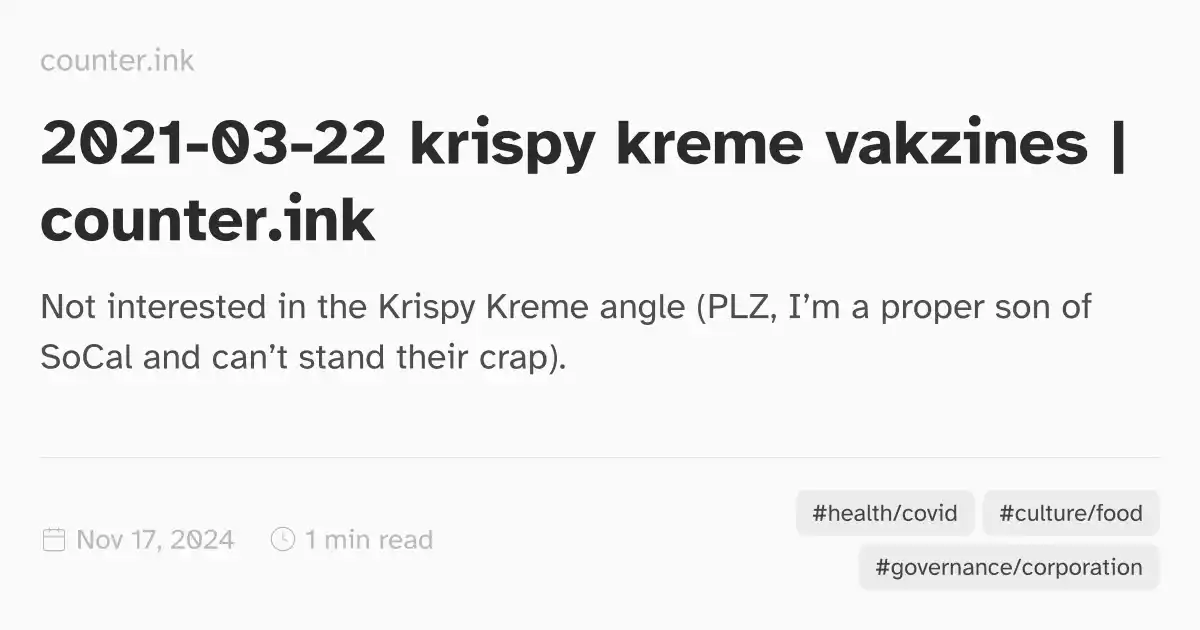 counter.ink
2021-03-22 krispy kreme vakzines |
counter.ink
Not interested in the Krispy Kreme angle (PLZ, I’m a proper son of
SoCal and can’t stand their crap).
Nov 17, 2024
1 min read
#health/covid
#culture/food
#governance/corporation